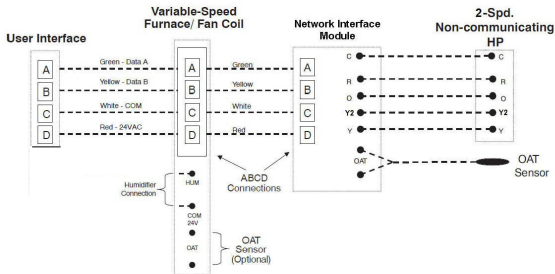 User Interface
Variable-Speed
Furnace/ Fan Coil
Network Interface
Module
2-Spd.
Non-communicating
HP
A
Green - Data A
A
Green
A
B
Yellow - Data B
B
Yellow
B
C
White - COM
C
White
C
D
Red - 24VAC
D
Red
D
C
C
R
R
O
O
Y2
Y2
Y
Y
OAT
OAT
Sensor
ABCD
Connections
Humidifier
Connection
HUM
COM
24V
OAT
OAT
Sensor
(Optional)